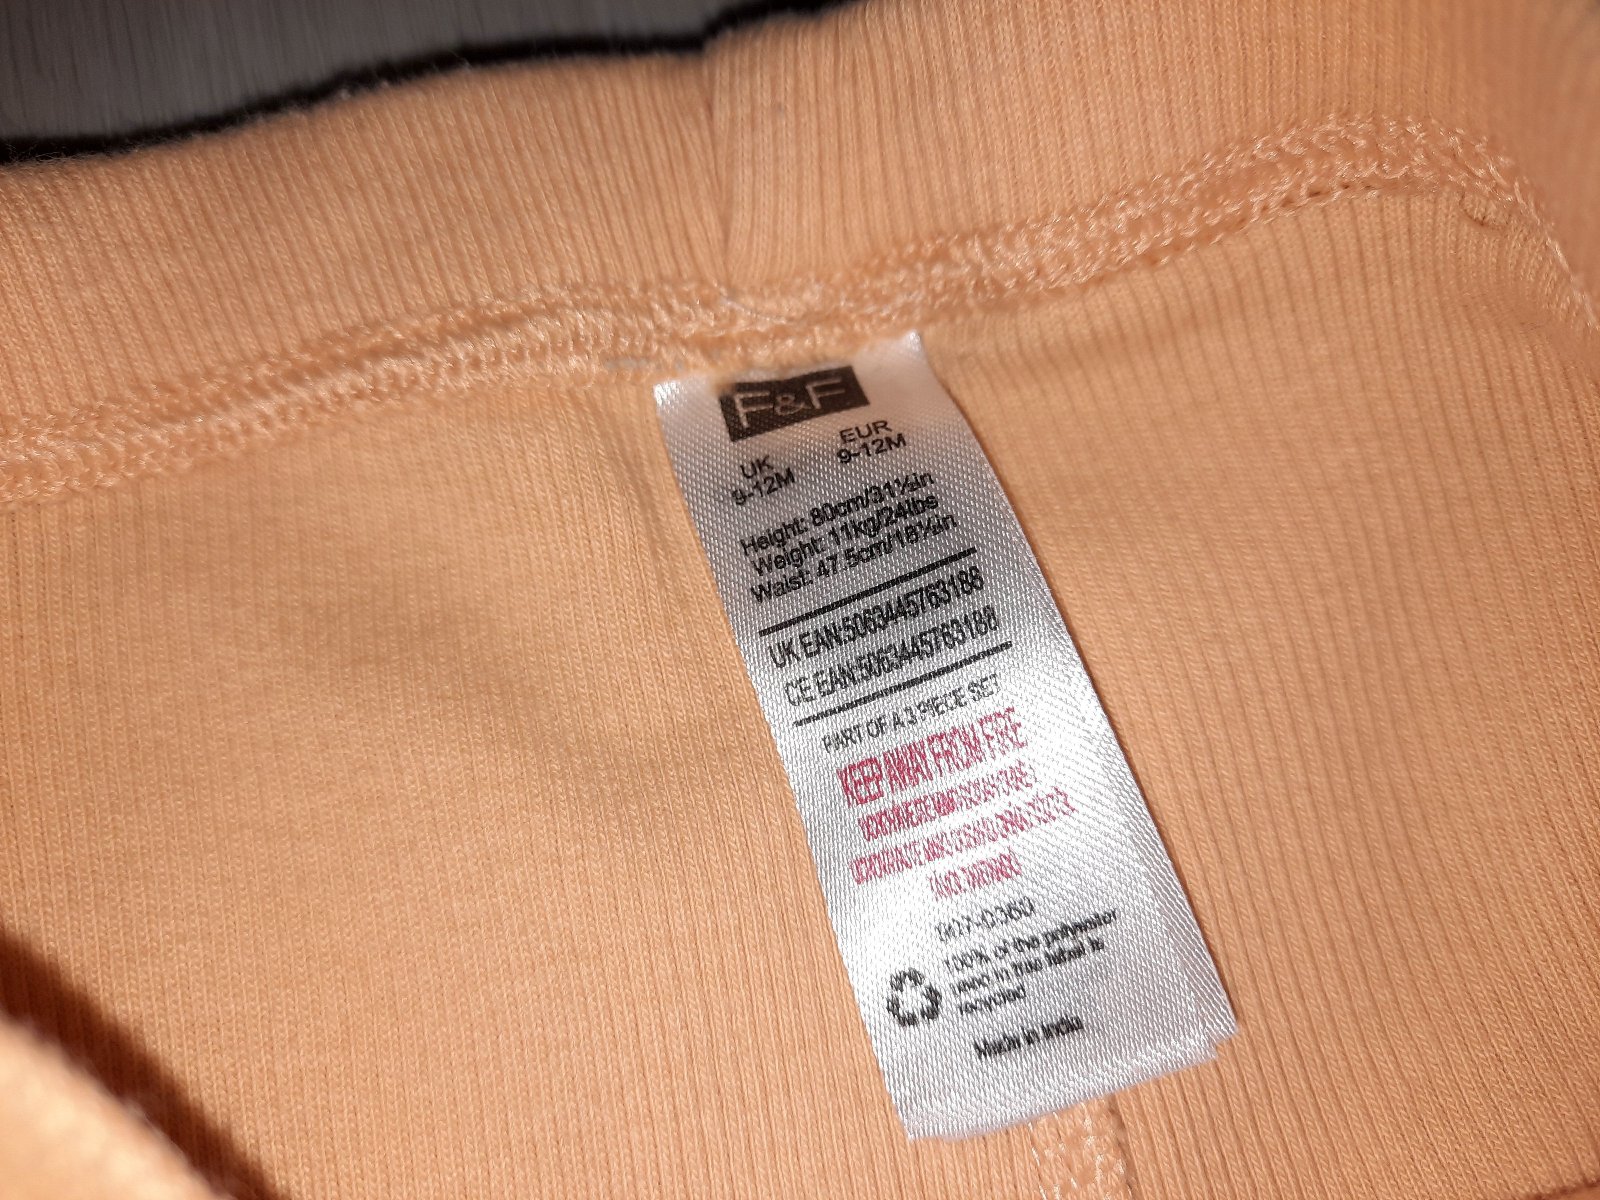 F&F
UK EUR
9-12M 9-12M
Height: 80cm/31½in
Weight: 11kg/24lbs
Waist: 47.5cm/18¾in
UK EAN:5063445763188
CE EAN:5063445763188
PART OF A 3 PIECE SET
KEEP AWAY FROM FIRE
007-0360
100% of the polyester
used in this label is
recycled
Made in India